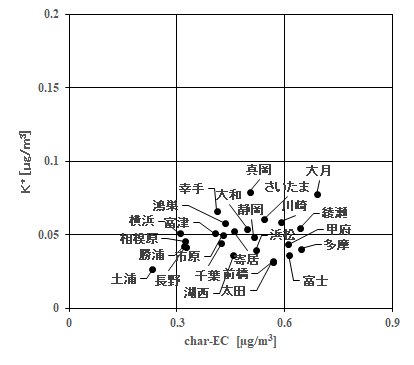 0.2
0.15
0.1
0.05
0
K⁺ [μg/m³]
真岡
大月
幸手
大和
さいたま
鴻巣
静岡
川崎
綾瀬
横浜
富津
甲府
相模原
浜松
多摩
勝浦
市原
寄居
土浦
長野
千葉
前橋
富士
湖西
太田
0
0.3
0.6
0.9
char-EC [μg/m³]